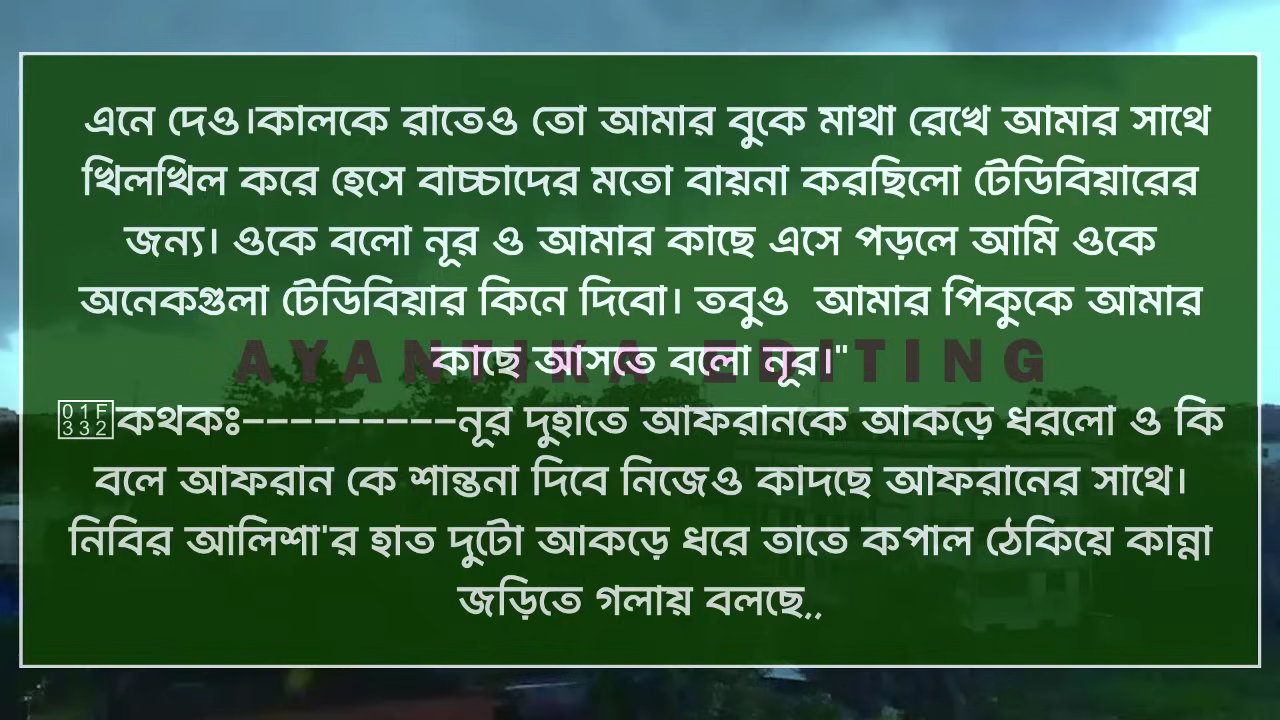 এনে দেও।কালকে রাতেও তো আমার বুকে মাথা রেখে আমার সাথে
খিলখিল করে হেসে বাচ্চাদের মতো বায়না করছিলো টেডিবিয়ারের
জন্য। ওকে বলো নূর ও আমার কাছে এসে পড়লে আমি ওকে
অনেকগুলা টেডিবিয়ার কিনে দিবো। তবুও  আমার পিকুকে আমার
কাছে আসতে বলো নূর।"
AYANTIKA EDITING
কথকঃ–––––––––নূর দুহাতে আফরানকে আকড়ে ধরলো ও কি
বলে আফরান কে শান্তনা দিবে নিজেও কাদছে আফরানের সাথে।
নিবির আলিশা'র হাত দুটো আকড়ে ধরে তাতে কপাল ঠেকিয়ে কান্না
জড়িতে গলায় বলছে,,